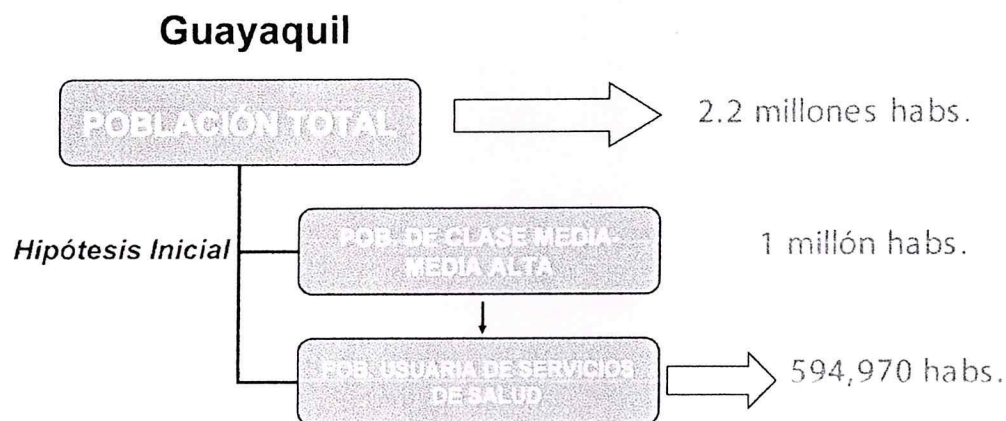 Guayaquil
POBLACIÓN TOTAL
2.2 millones habs.
Hipótesis Inicial
POB. DE CLASE MEDIA-
MEDIA ALTA
1 millón habs.
POB. USUARIA DE SERVICIOS
DE SALUD
594,970 habs.